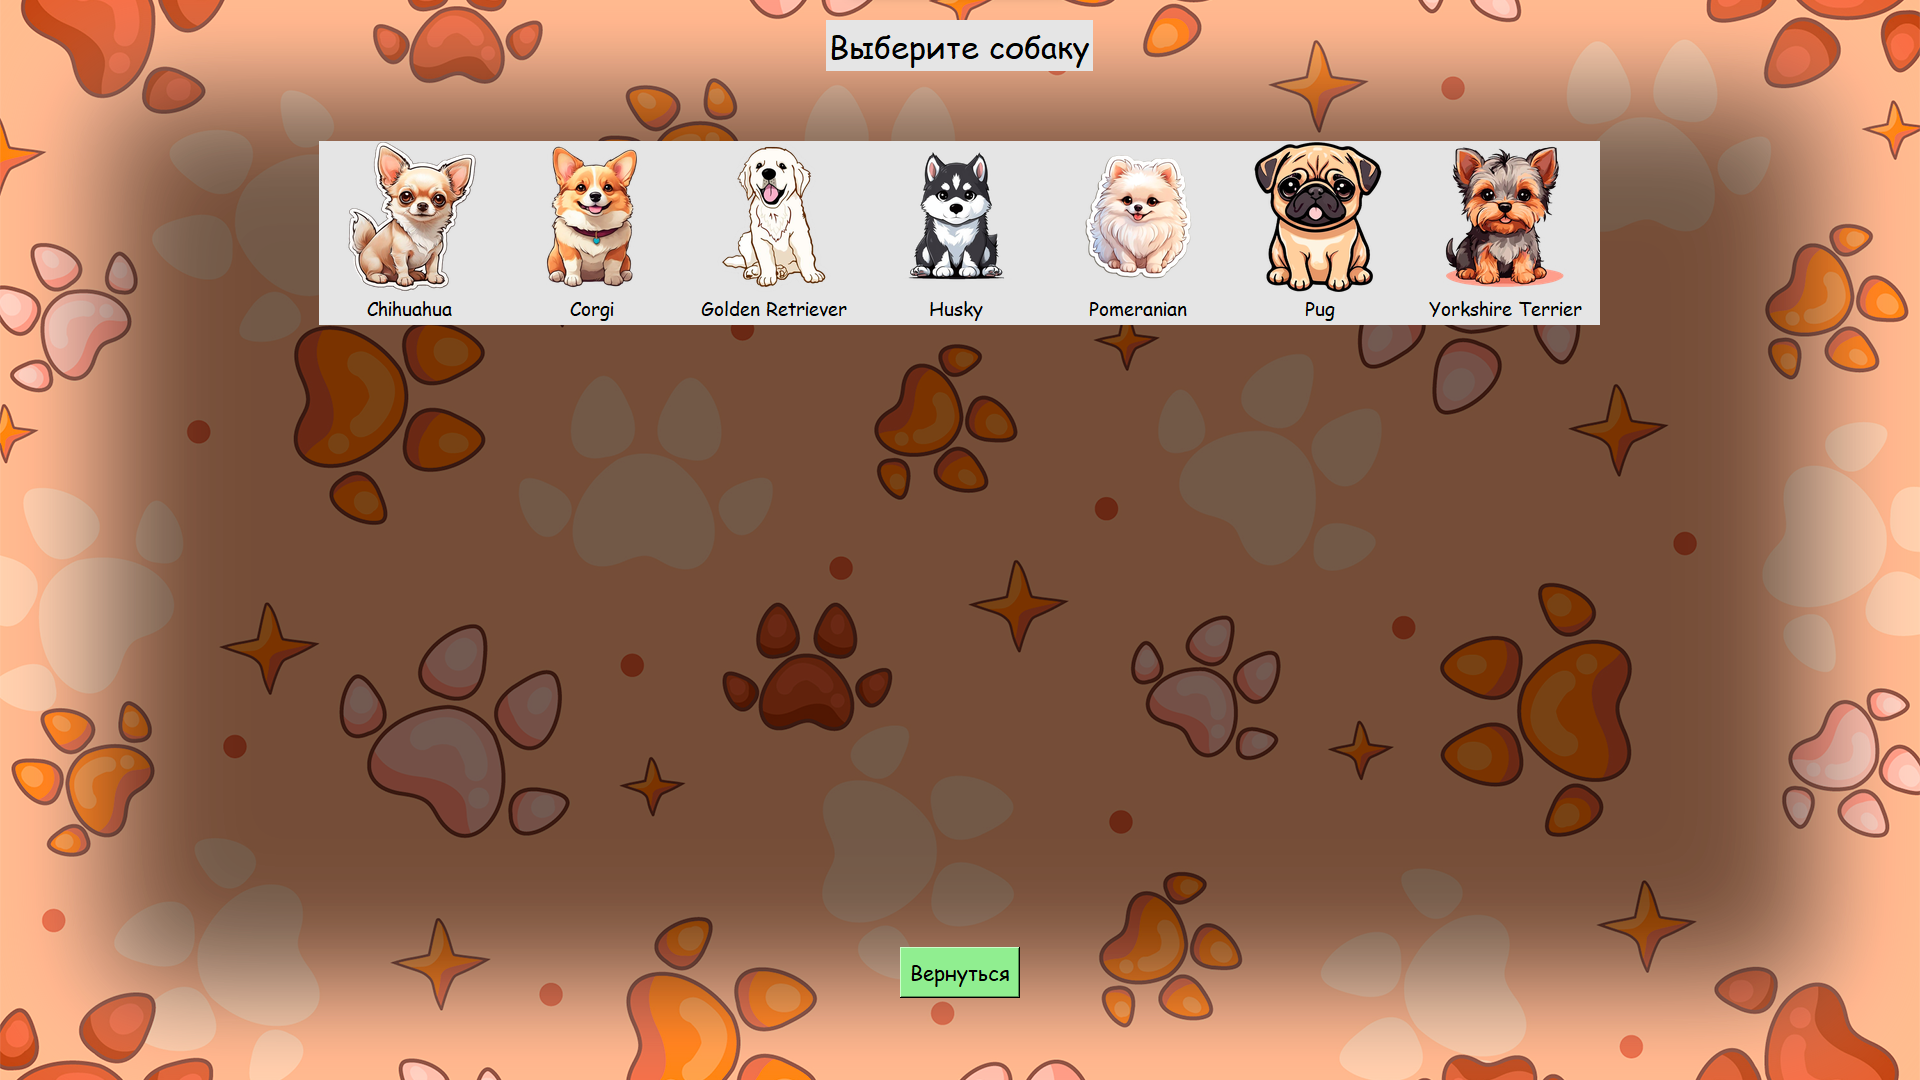 Выберите собаку
Chihuahua
Corgi
Golden Retriever
Husky
Pomeranian
Pug
Yorkshire Terrier
Вернуться